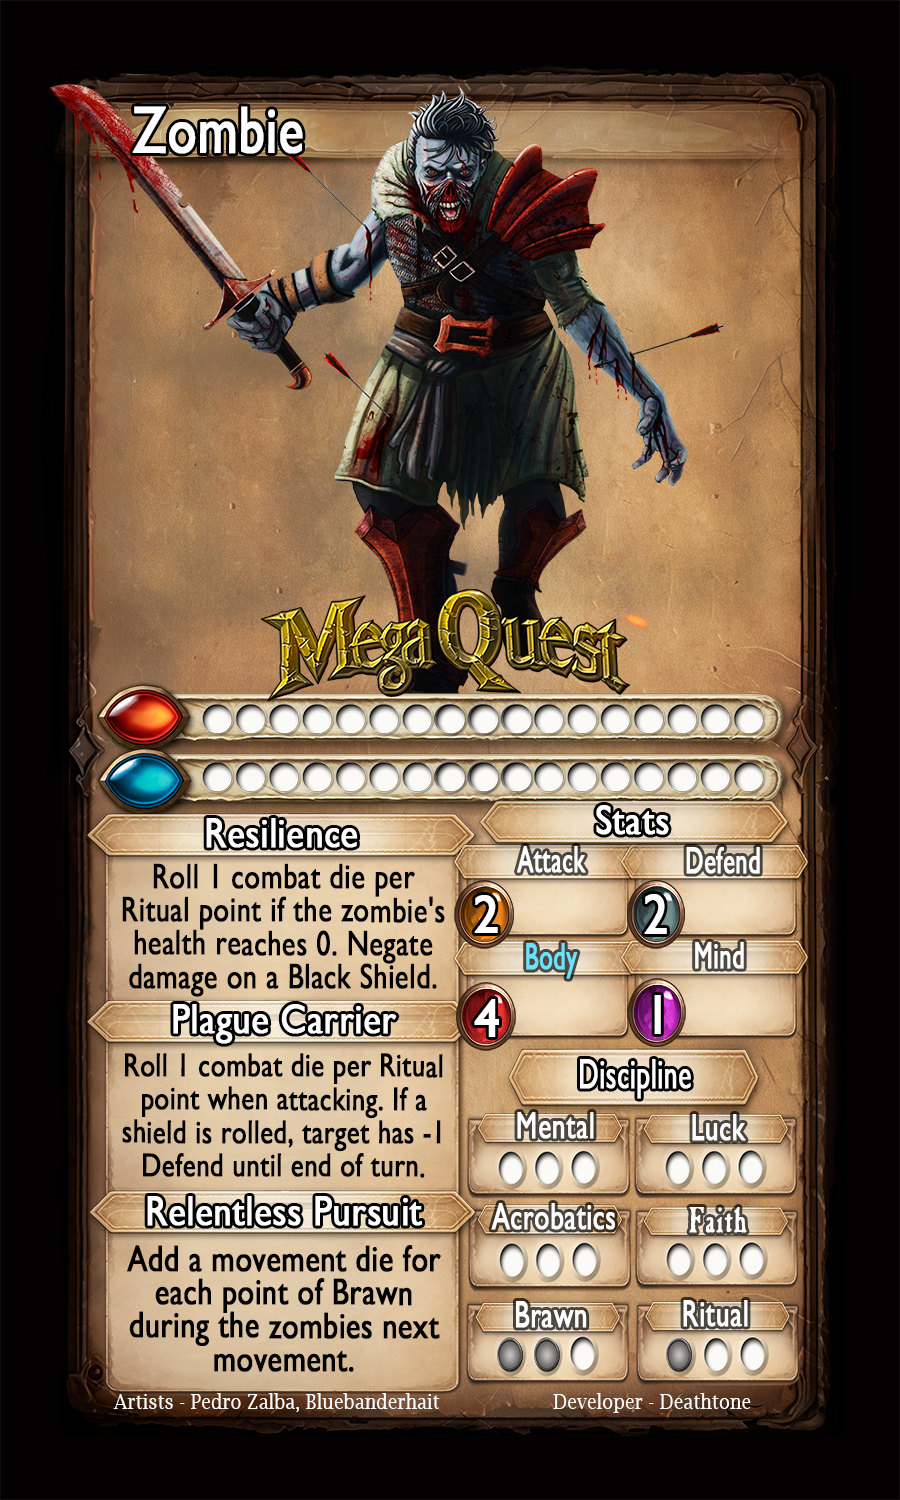 Zombie
Mega Quest
Resilience
Roll 1 combat die per
Ritual point if the zombie's
health reaches 0. Negate
damage on a Black Shield.
Plague Carrier
Roll 1 combat die per Ritual
point when attacking. If a
shield is rolled, target has -1
Defend until end of turn.
Relentless Pursuit
Add a movement die for
each point of Brawn
during the zombies next
movement.
Stats
Attack Defend
2 2
Body Mind
4 1
Discipline
Mental Luck
Acrobatics Faith
Brawn Ritual
Artists - Pedro Zalba, Bluebanderhait
Developer - Deathtone